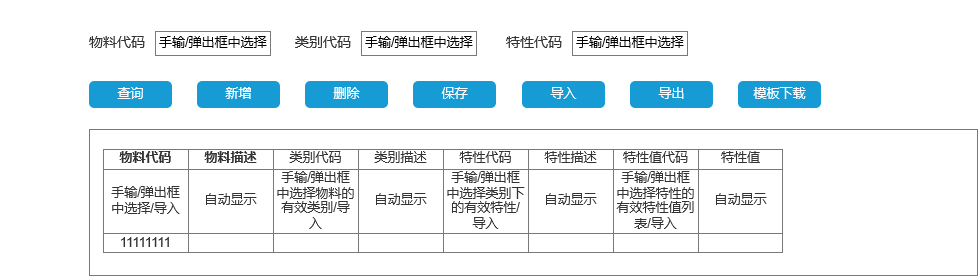 物料代码 手输/弹出框中选择 类别代码 手输/弹出框中选择 特性代码 手输/弹出框中选择
查询 新增 删除 保存 导入 导出 模板下载
物料代码 物料描述 类别代码 类别描述 特性代码 特性描述 特性值代码 特性值
手输/弹出框
中选择/导入
自动显示
手输/弹出框
中选择物料的
有效类别/导
入
自动显示
手输/弹出框
中选择类别下
的有效特性/
导入
自动显示
手输/弹出框
中选择特性的
有效特性值列
表/导入
自动显示
11111111